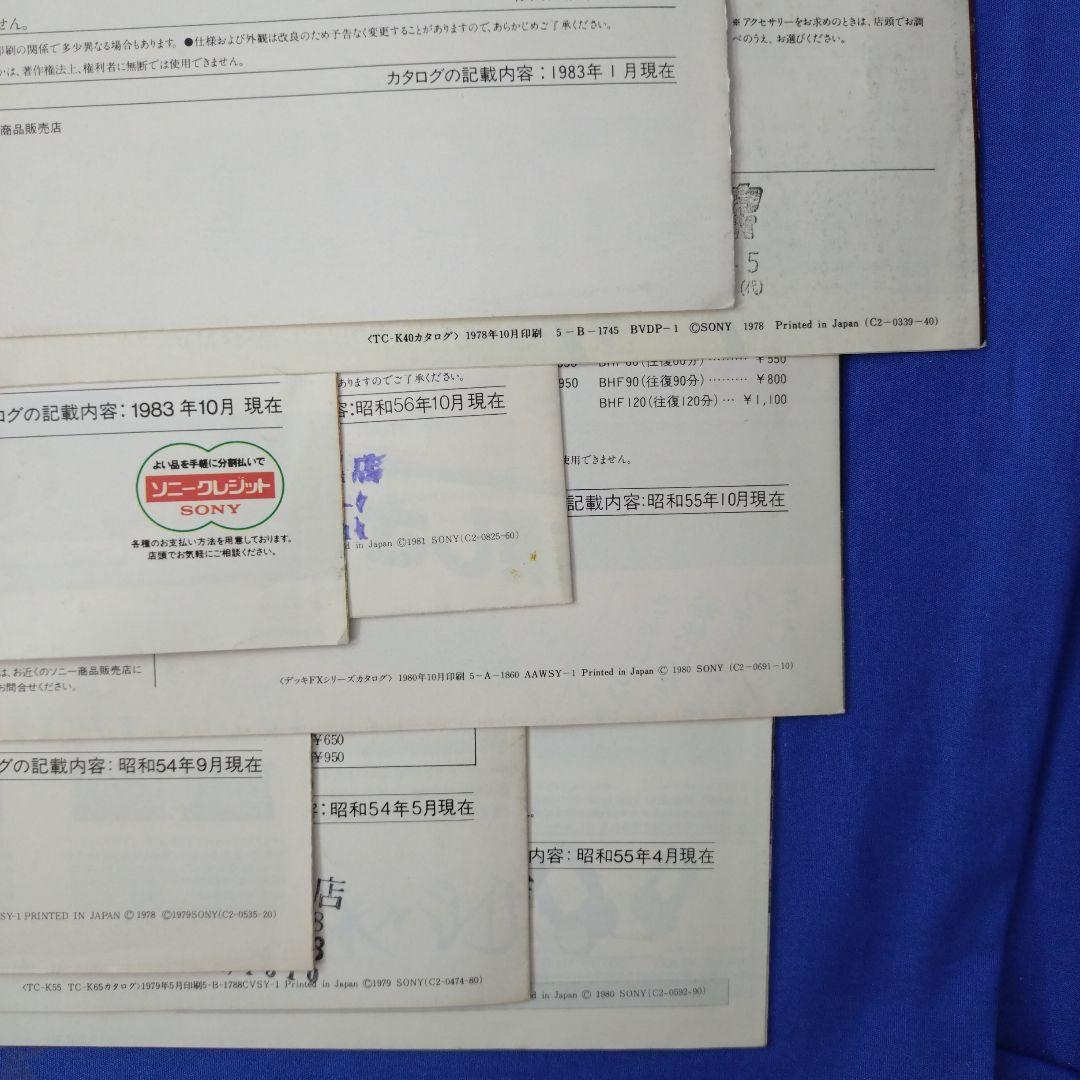 せん。
印刷の関係で多少異なる場合もあります。●仕様および外観は改良のため予告なく変更することがありますので、あらかじめご了承ください。
かは、著作権法上、権利者に無断では使用できません。
カタログの記載内容：1983年1月現在
商品販売店
※アクセサリーをお求めのときは、店頭でお調
べのうえ、お選びください。
5
(代)
〈TC-K40カタログ〉1978年10月印刷 5-B-1745 BVDP-1 ©SONY 1978 Printed in Japan (C2-0339-40)
ログの記載内容：1983年10月 現在
よい品を手軽に分割払いで
ソニークレジット
SONY
各種のお支払い方法を用意しております。
店頭でお気軽にご相談ください。
ありますのでご了承ください。
容：昭和56年10月現在
店
d in Japan ©1981 SONY(C2-0825-60)
BHF60(往復60分)……… ¥550
950 BHF90(往復90分)……… ¥800
BHF120(往復120分)… ¥1,100
使用できません。
記載内容：昭和55年10月現在
は、お近くのソニー商品販売店に
お問合せください。
〈デッキFXシリーズカタログ〉1980年10月印刷 5-A-1860 AAWSY-1 Printed in Japan © 1980 SONY (C2-0691-10)
グの記載内容：昭和54年9月現在
SY-1 PRINTED IN JAPAN ©1978 ©1979SONY(C2-0535-20)
¥650
¥950
：昭和54年5月現在
店
8
〈TC-K55 TC-K65カタログ〉1979年5月印刷5-B-1788CVSY-1 Printed in Japan ©1979 SONY(C2-0474-80)
内容：昭和55年4月現在
d in Japan © 1980 SONY(C2-0592-90)